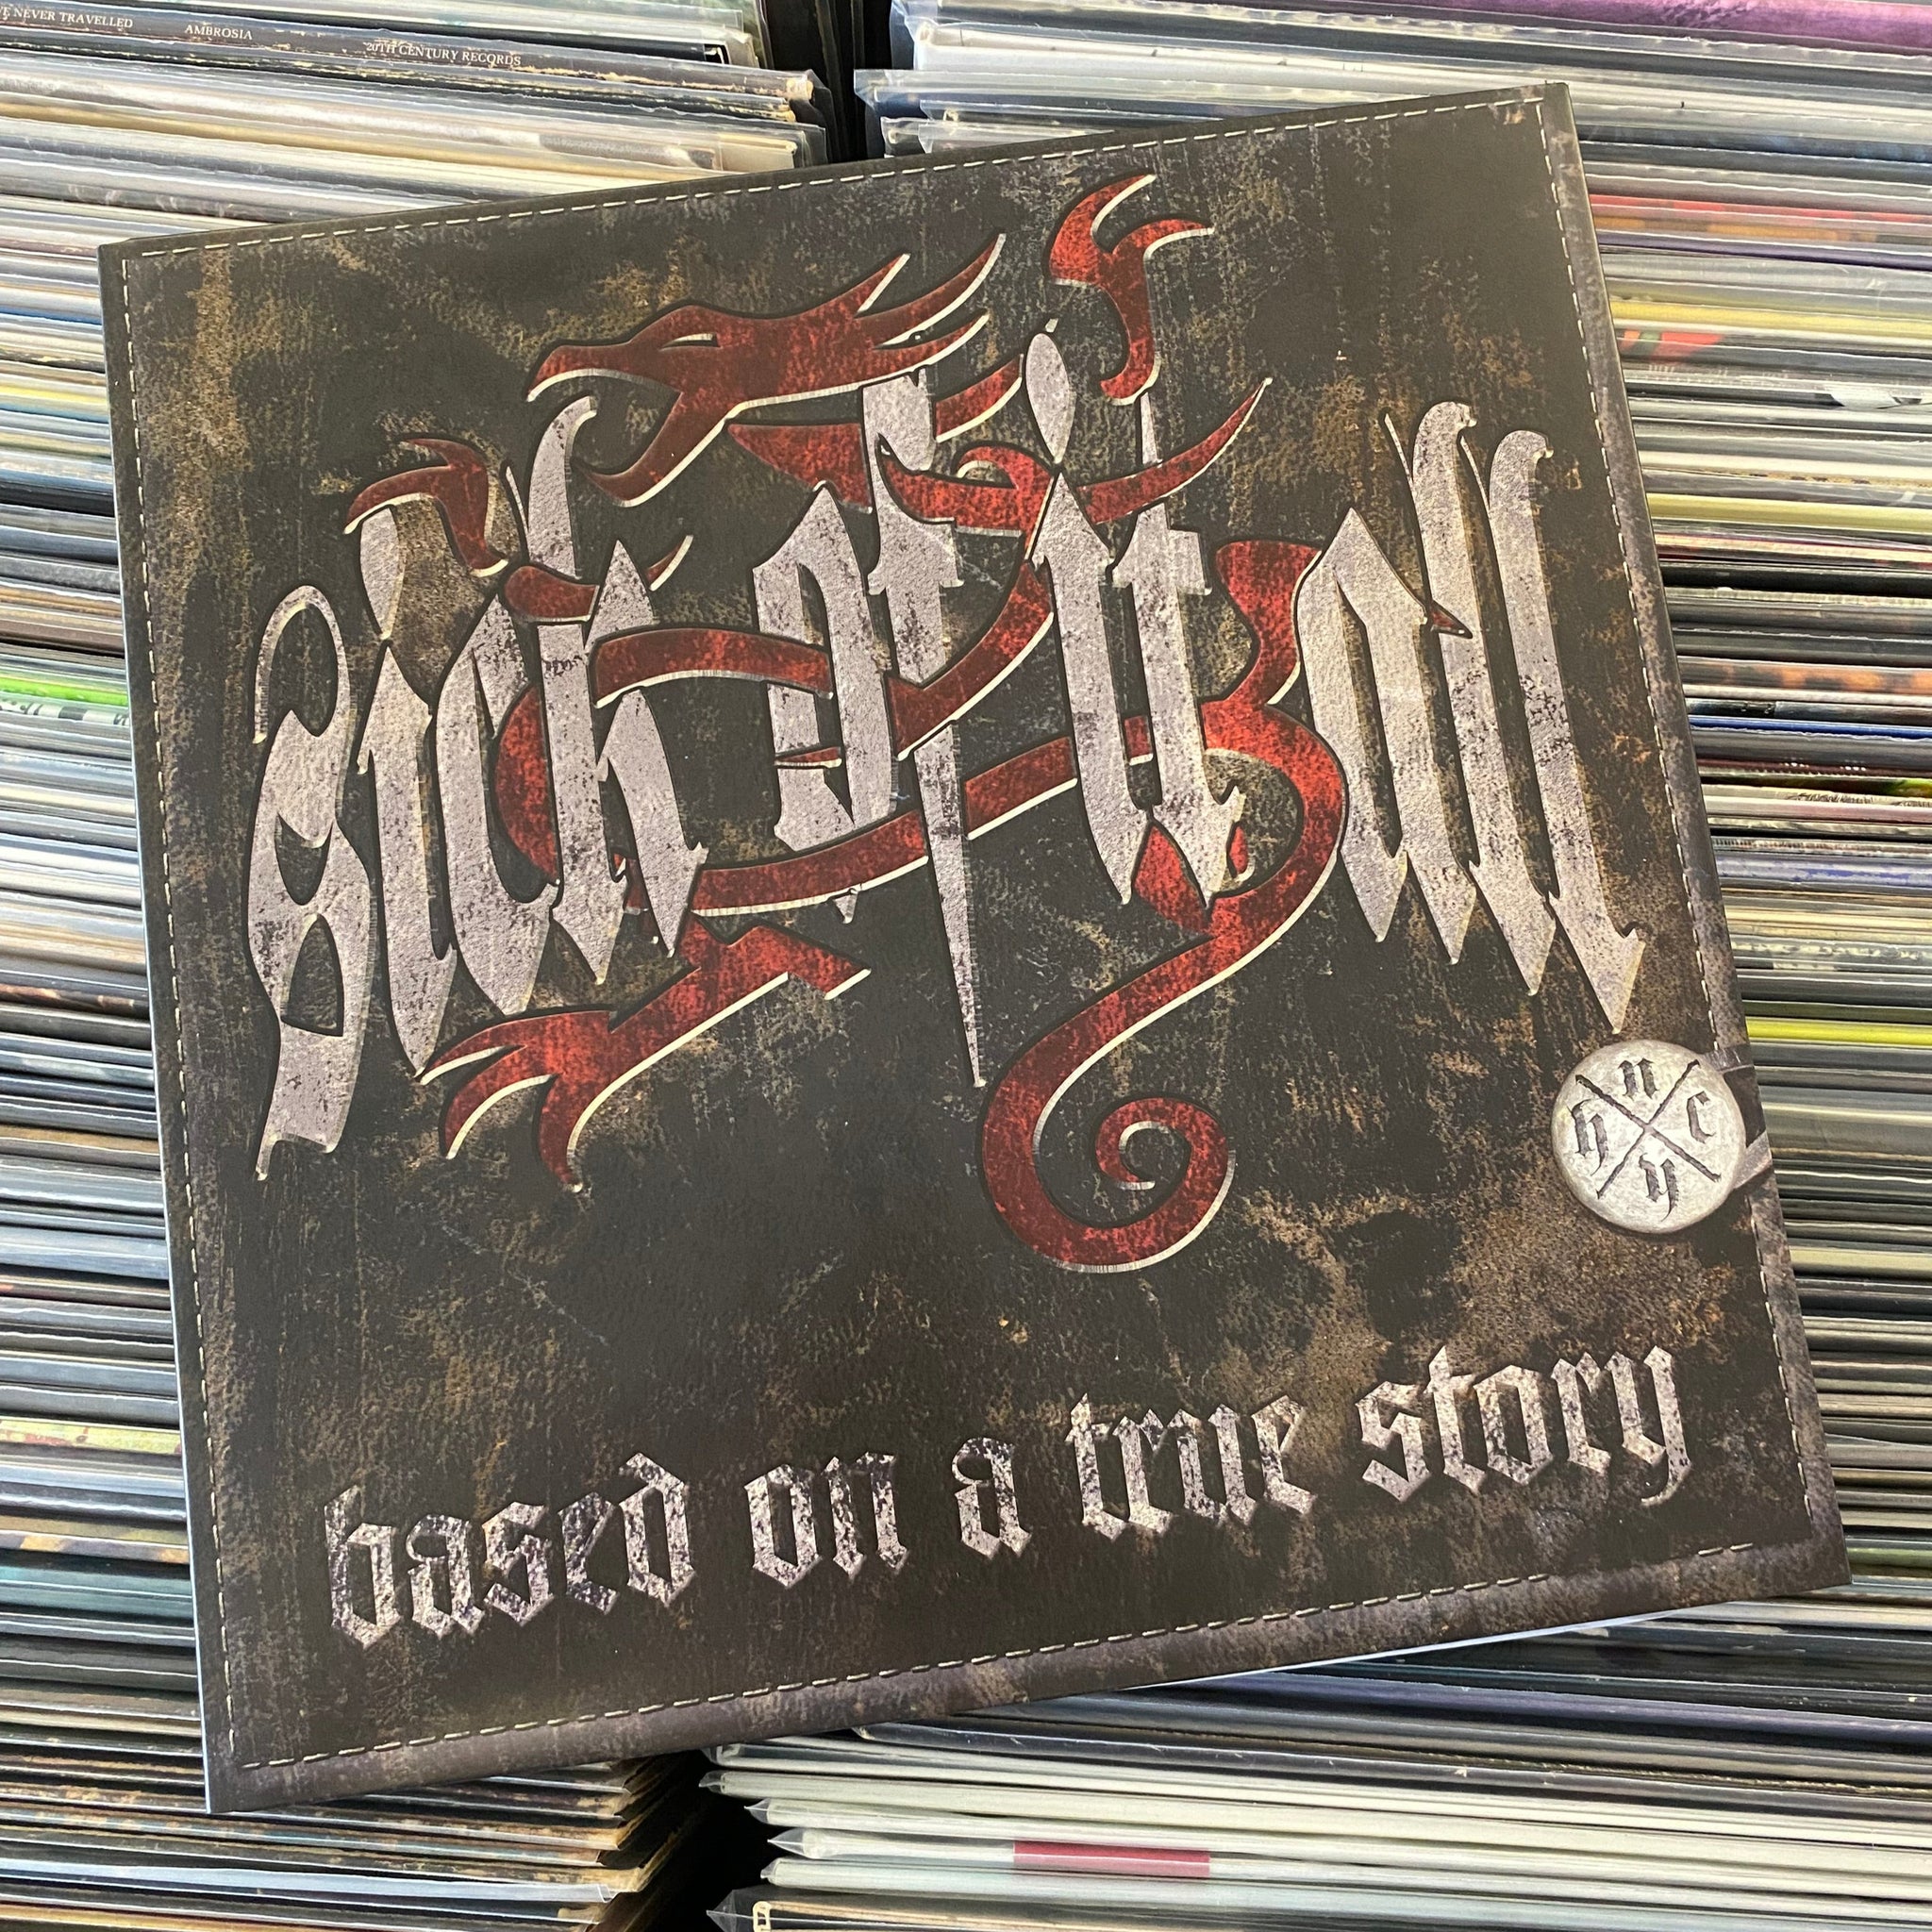 E NEVER TRAVELLED AMBROSIA 20TH CENTURY RECORDS
Sick of it all
n
h c
y
based on a true story